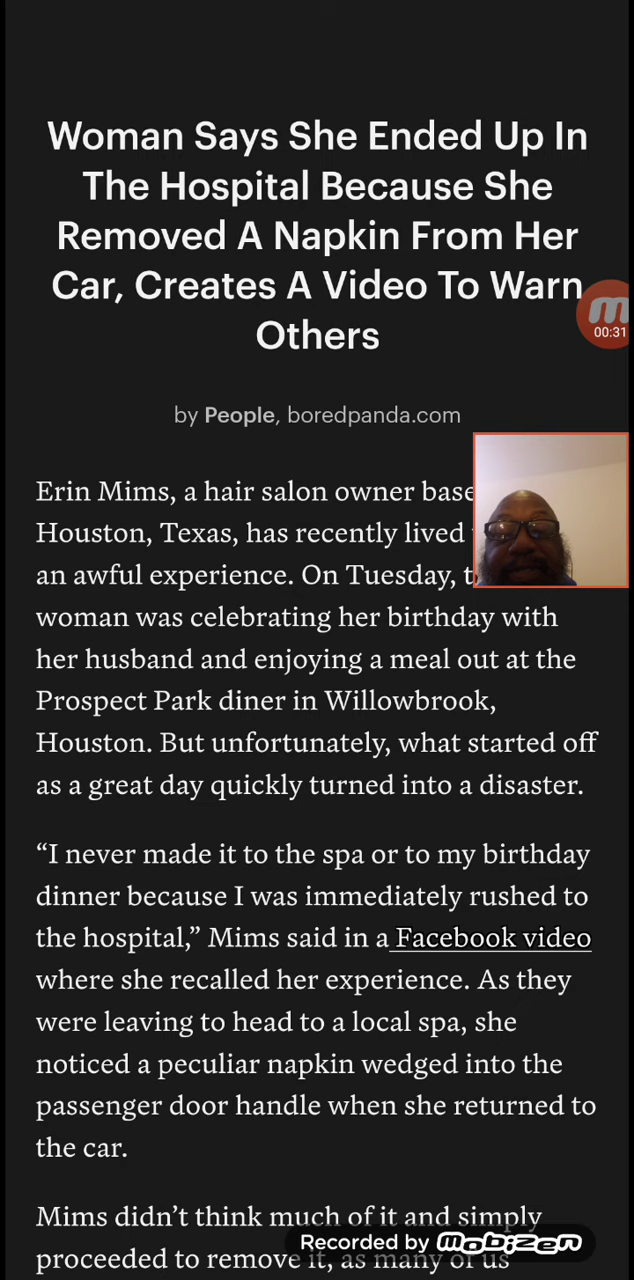 Woman Says She Ended Up In
The Hospital Because She
Removed A Napkin From Her
Car, Creates A Video To Warn
Others
00:31
by People, boredpanda.com
Erin Mims, a hair salon owner
Houston, Texas, has recently lived
an awful experience. On Tuesday,
woman was celebrating her birthday with
her husband and enjoying a meal out at the
Prospect Park diner in Willowbrook,
Houston. But unfortunately, what started off
as a great day quickly turned into a disaster.
“I never made it to the spa or to my birthday
dinner because I was immediately rushed to
the hospital,” Mims said in a Facebook video
where she recalled her experience. As they
were leaving to head to a local spa, she
noticed a peculiar napkin wedged into the
passenger door handle when she returned to
the car.
Mims didn’t think much of it and simply
proceeded to remove it, as many of us
Recorded by mobizen